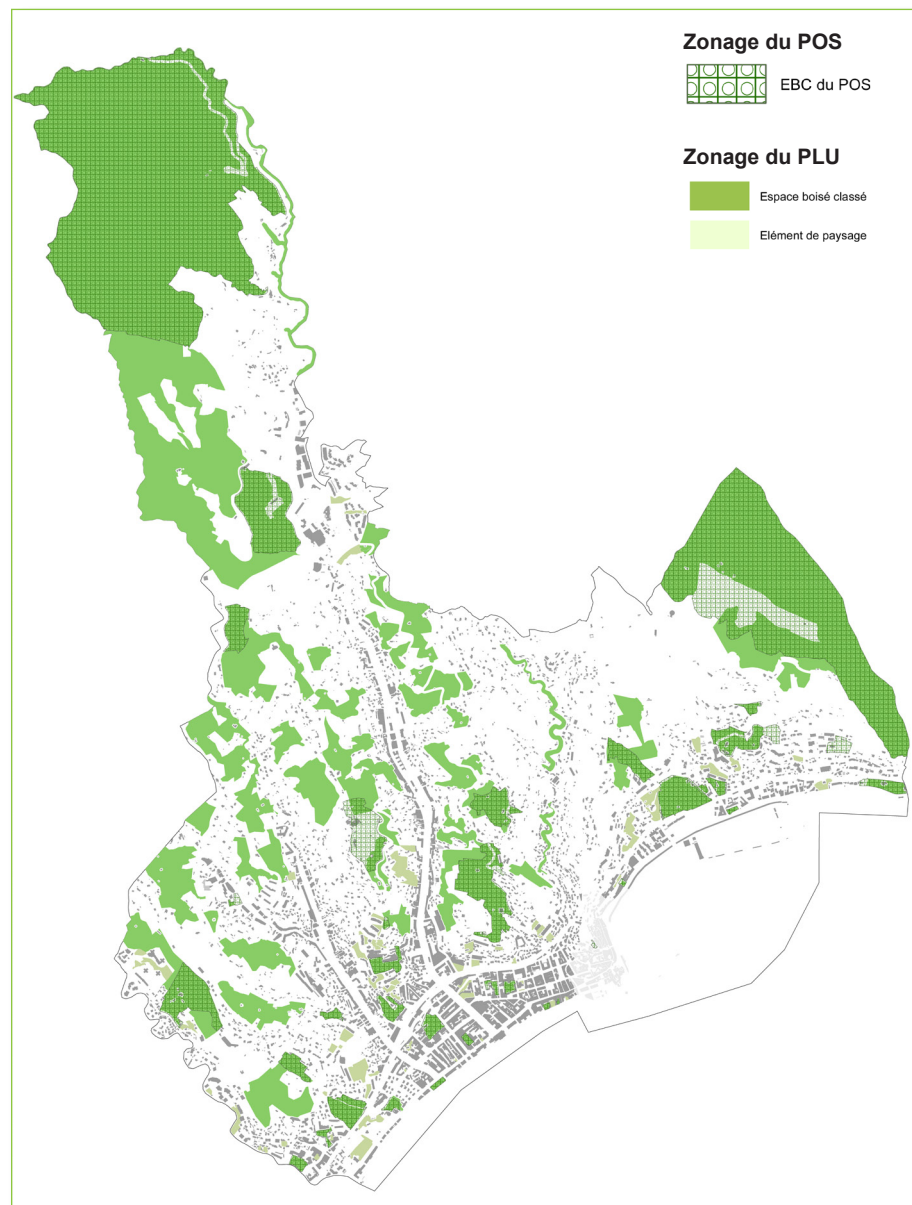 Zonage du POS
EBC du POS
Zonage du PLU
Espace boisé classé
Elément de paysage